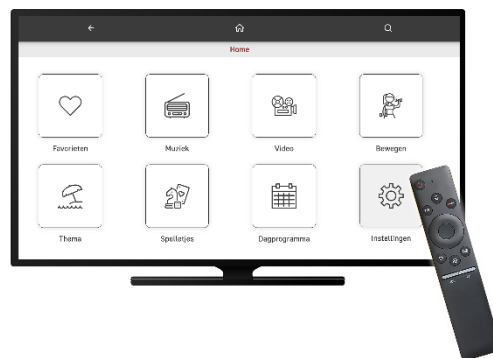 Home
Favorieten
Muziek
Video
Bewegen
Thema
Spelletjes
Dagprogramma
Instellingen